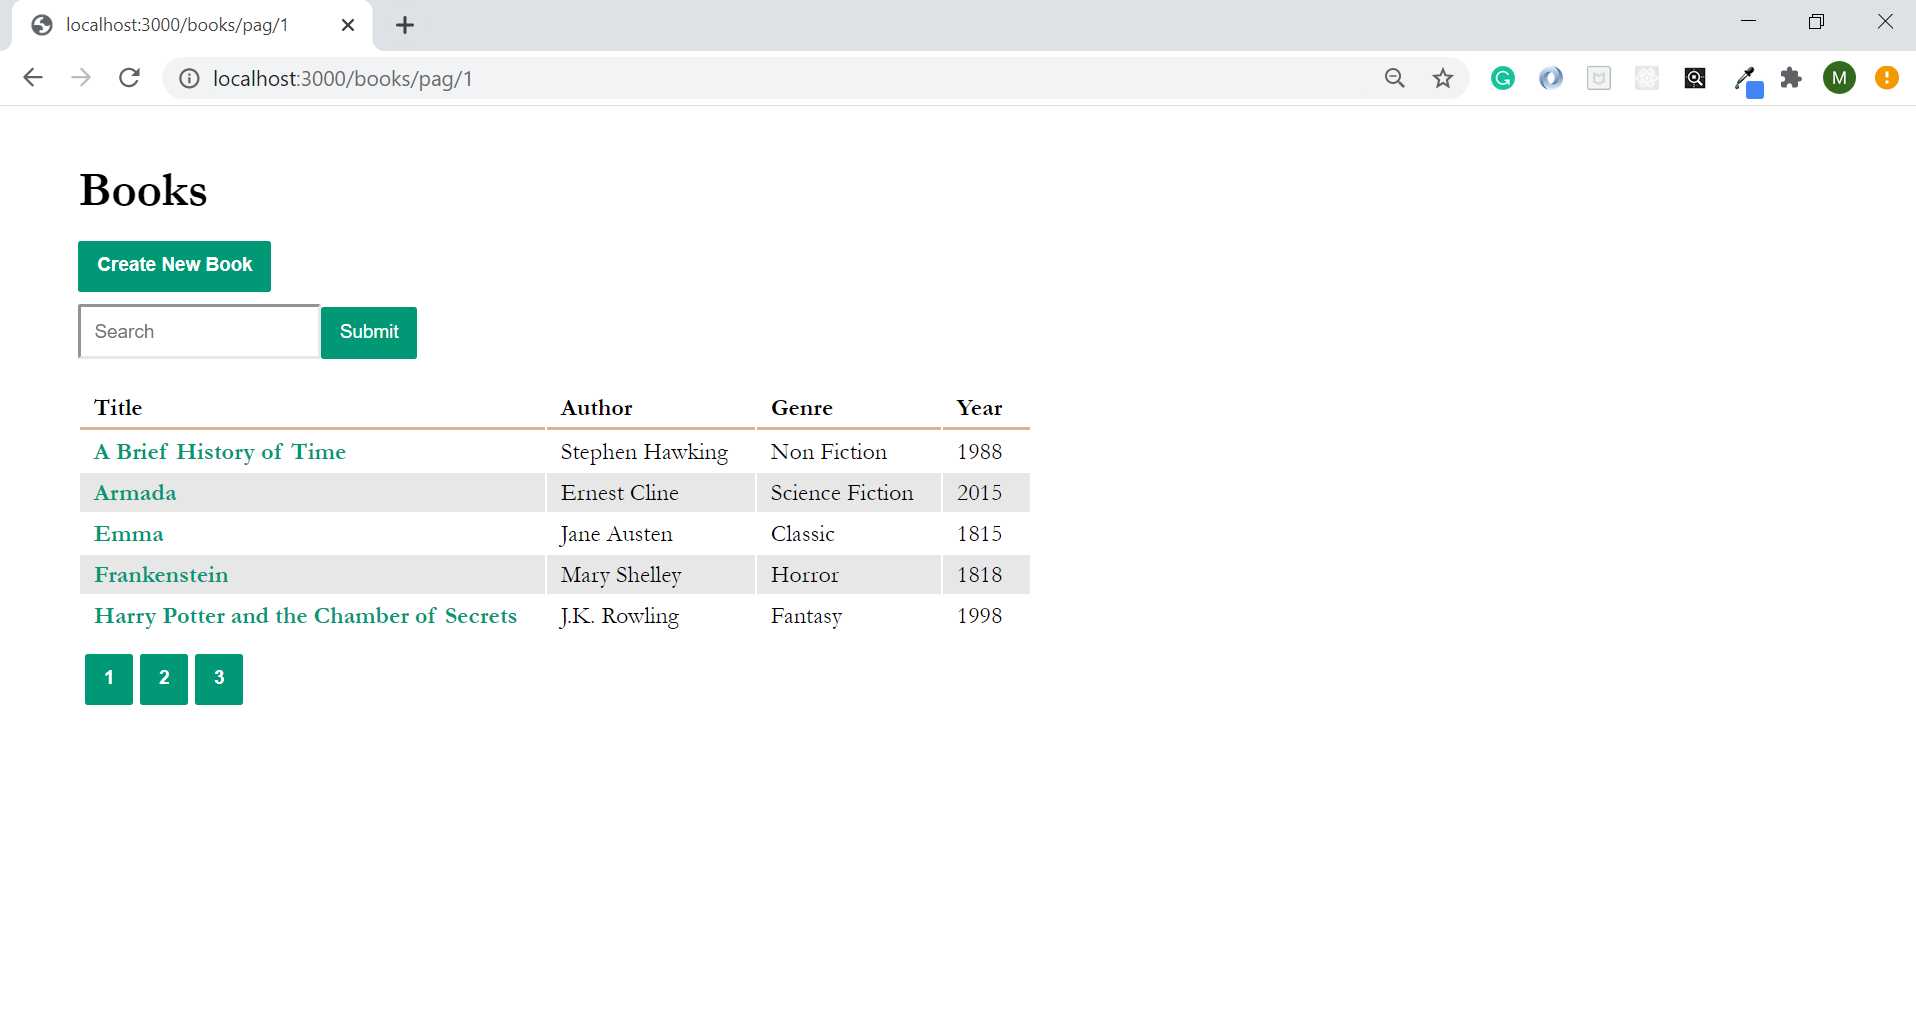 localhost:3000/books/pag/1
localhost:3000/books/pag/1
M
Books
Create New Book
Search Submit
Title Author Genre Year
A Brief History of Time Stephen Hawking Non Fiction 1988
Armada Ernest Cline Science Fiction 2015
Emma Jane Austen Classic 1815
Frankenstein Mary Shelley Horror 1818
Harry Potter and the Chamber of Secrets J.K. Rowling Fantasy 1998
1 2 3